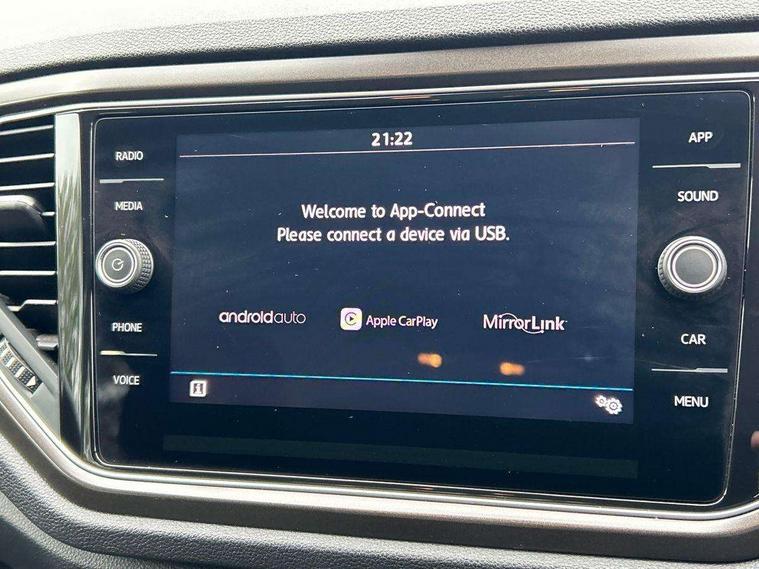 21:22
RADIO
MEDIA
PHONE
VOICE
Welcome to App-Connect
Please connect a device via USB.
androidauto
Apple CarPlay
MirrorLink
APP
SOUND
CAR
MENU